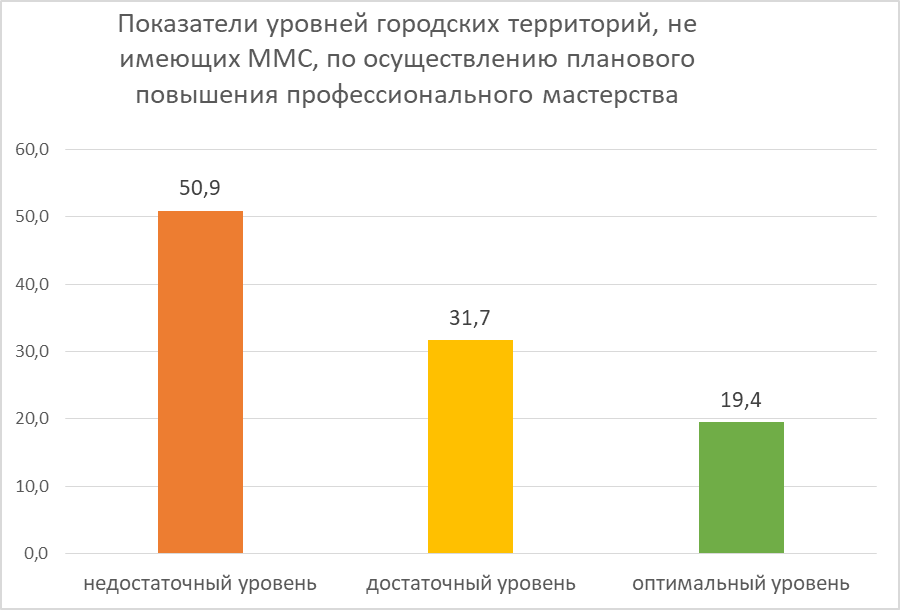 Показатели уровней городских территорий, не
имеющих ММС, по осуществлению планового
повышения профессионального мастерства
60,0
50,0
40,0
30,0
20,0
10,0
0,0
50,9
31,7
19,4
недостаточный уровень
достаточный уровень
оптимальный уровень